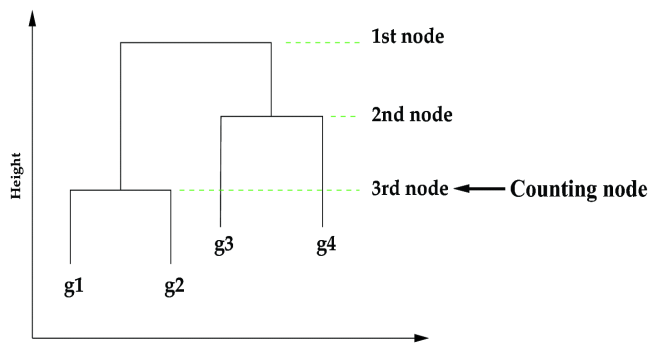 1st node
2nd node
Height
3rd node
Counting node
g3
g4
g1
g2